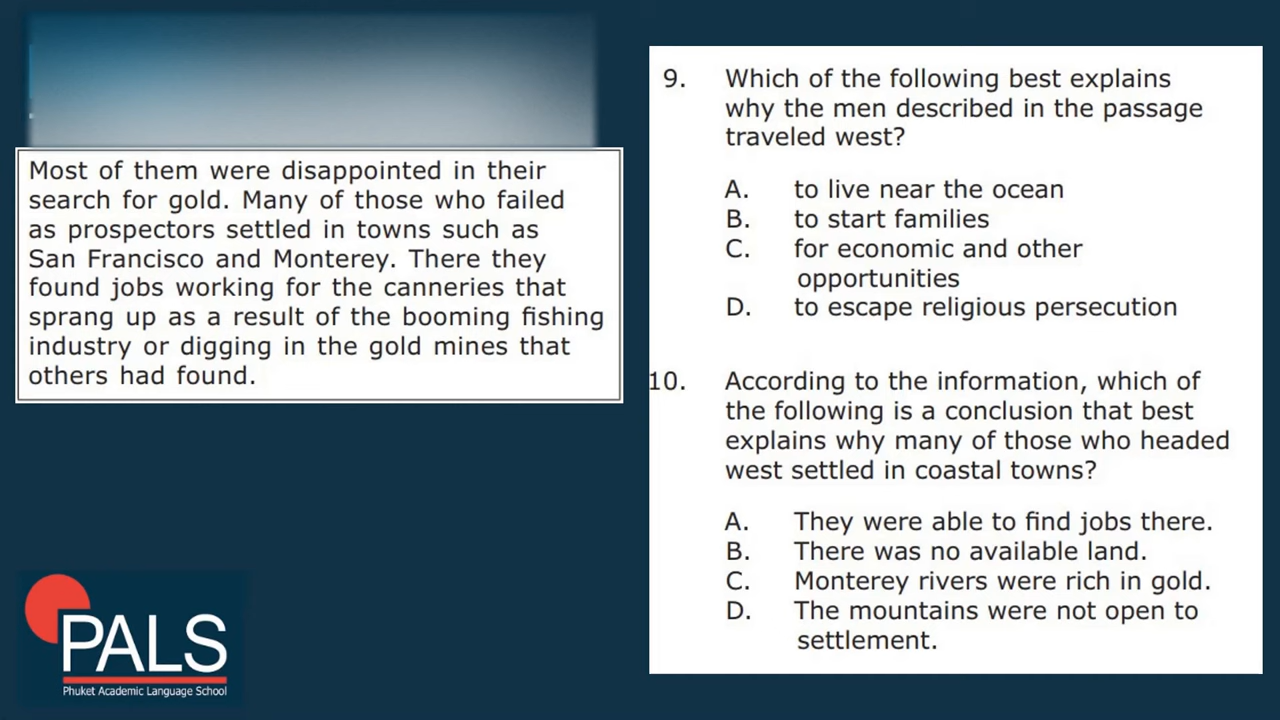 Most of them were disappointed in their
search for gold. Many of those who failed
as prospectors settled in towns such as
San Francisco and Monterey. There they
found jobs working for the canneries that
sprang up as a result of the booming fishing
industry or digging in the gold mines that
others had found.
9. Which of the following best explains
why the men described in the passage
traveled west?
A. to live near the ocean
B. to start families
C. for economic and other
opportunities
D. to escape religious persecution
10. According to the information, which of
the following is a conclusion that best
explains why many of those who headed
west settled in coastal towns?
A. They were able to find jobs there.
B. There was no available land.
C. Monterey rivers were rich in gold.
D. The mountains were not open to
settlement.
PALS
Phuket Academic Language School